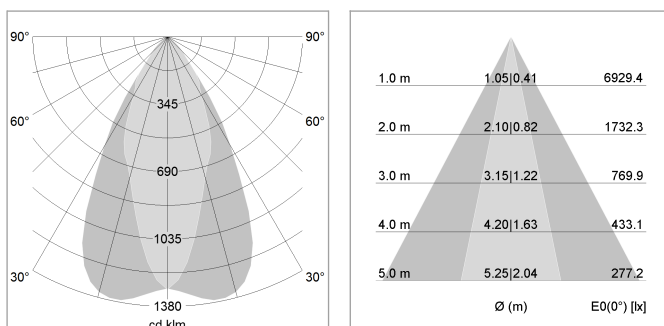 90° 90°
345
60° 60°
690
1035
30° 30°
1380
cd klm
1.0 m 1.05|0.41 6929.4
2.0 m 2.10|0.82 1732.3
3.0 m 3.15|1.22 769.9
4.0 m 4.20|1.63 433.1
5.0 m 5.25|2.04 277.2
Ø (m) E0(0°) [lx]